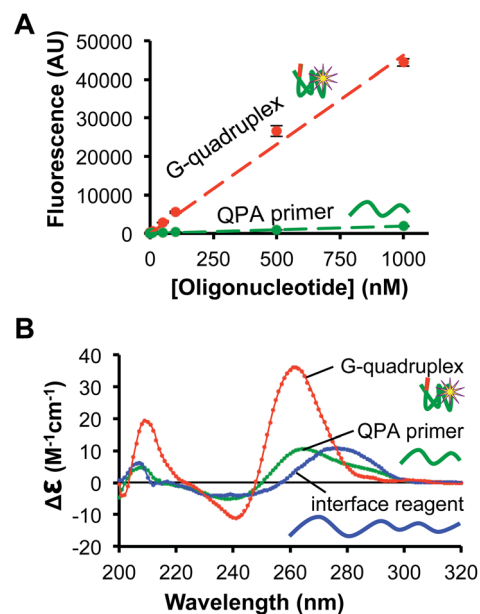 A
Fluorescence (AU)
50000
40000
30000
20000
10000
0
G-quadruplex
QPA primer
0 250 500 750 1000
[Oligonucleotide] (nM)
B
Δε (M⁻¹cm⁻¹)
40
30
20
10
0
-10
-20
G-quadruplex
QPA primer
interface reagent
200 220 240 260 280 300 320
Wavelength (nm)